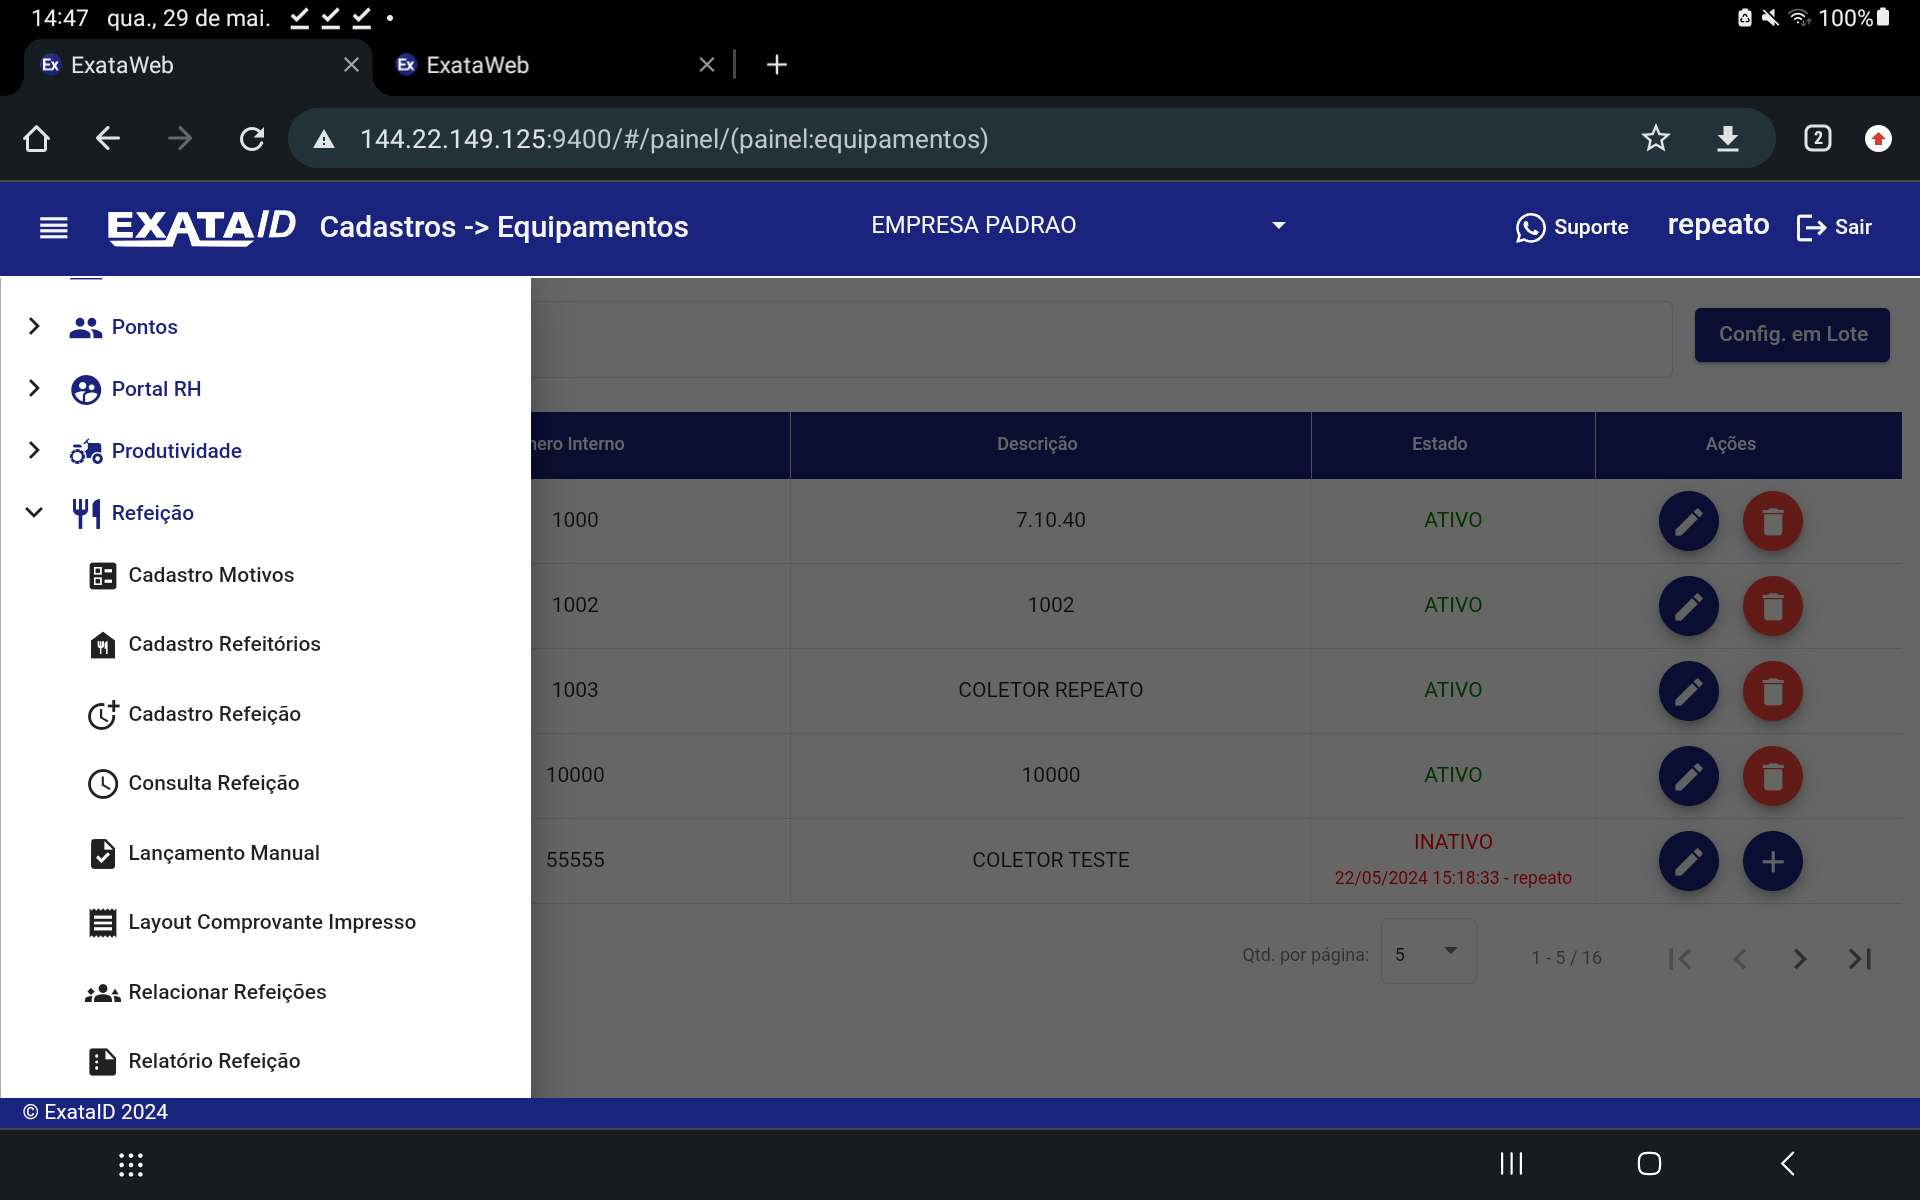 14:47 qua., 29 de mai.
100%
Ex ExataWeb
Ex ExataWeb
144.22.149.125:9400/#/painel/(painel:equipamentos)
2
EXATAID Cadastros -> Equipamentos
EMPRESA PADRAO
Suporte
repeato
Sair
Pontos
Portal RH
Produtividade
Refeição
Cadastro Motivos
Cadastro Refeitórios
Cadastro Refeição
Consulta Refeição
Lançamento Manual
Layout Comprovante Impresso
Relacionar Refeições
Relatório Refeição
Config. em Lote
nero Interno Descrição Estado Ações
1000 7.10.40 ATIVO
1002 1002 ATIVO
1003 COLETOR REPEATO ATIVO
10000 10000 ATIVO
55555 COLETOR TESTE INATIVO
22/05/2024 15:18:33 - repeato
Qtd. por página: 5 1 - 5 / 16
© ExataID 2024